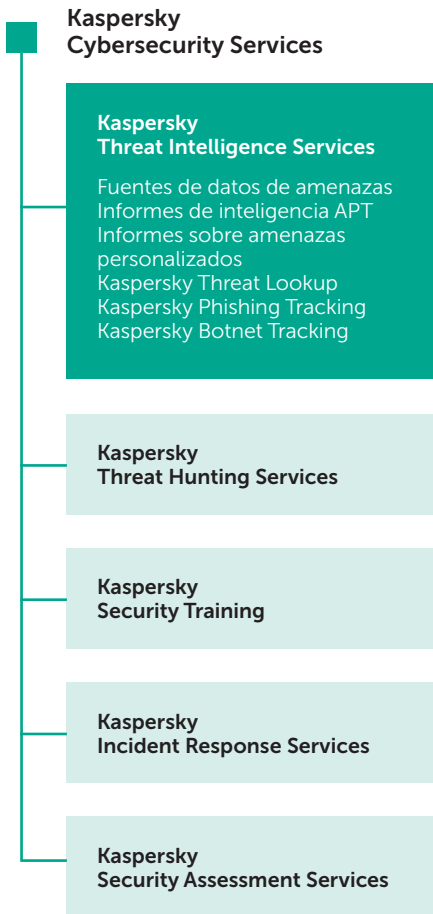 Kaspersky
Cybersecurity Services
Kaspersky
Threat Intelligence Services
Fuentes de datos de amenazas
Informes de inteligencia APT
Informes sobre amenazas
personalizados
Kaspersky Threat Lookup
Kaspersky Phishing Tracking
Kaspersky Botnet Tracking
Kaspersky
Threat Hunting Services
Kaspersky
Security Training
Kaspersky
Incident Response Services
Kaspersky
Security Assessment Services